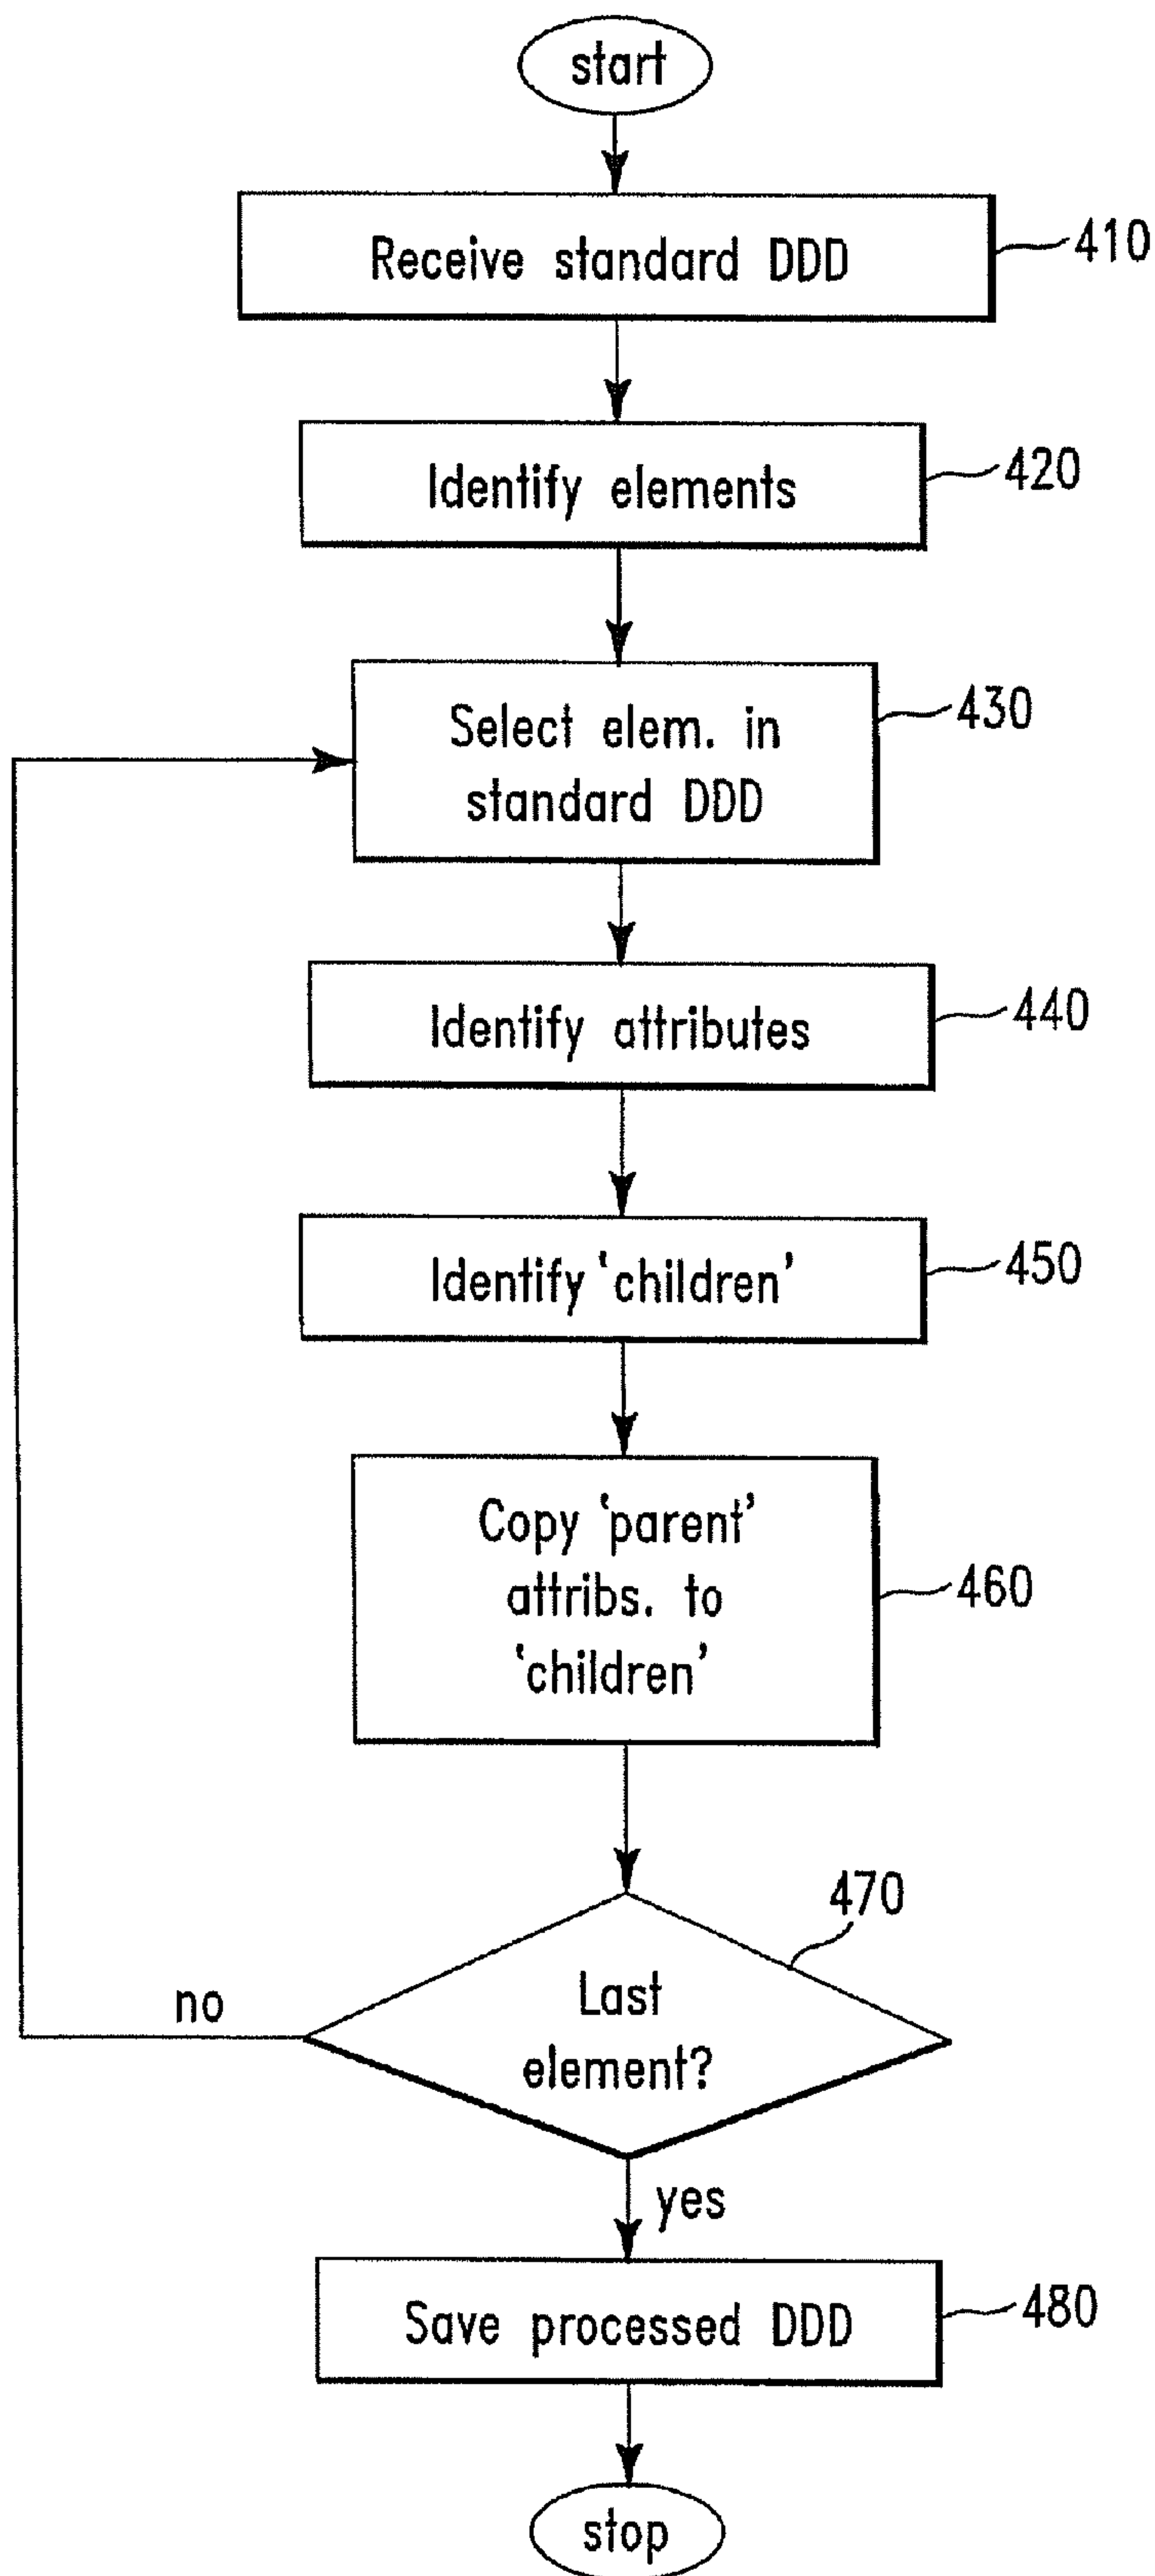 start
Receive standard DDD
410
Identify elements
420
Select elem. in
standard DDD
430
Identify attributes
440
Identify 'children'
450
Copy 'parent'
attribs. to
'children'
460
470
Last
element?
no
yes
Save processed DDD
480
stop